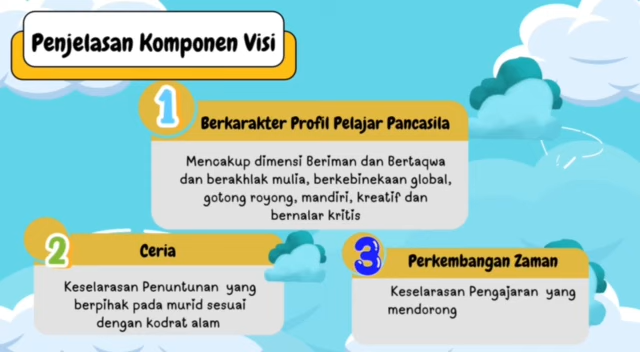 Penjelasan Komponen Visi
1
Berkarakter Profil Pelajar Pancasila
Mencakup dimensi Beriman dan Bertaqwa
dan berakhlak mulia, berkebinekaan global,
gotong royong, mandiri, kreatif dan
bernalar kritis
2
Ceria
Keselarasan Penuntunan yang
berpihak pada murid sesuai
dengan kodrat alam
3
Perkembangan Zaman
Keselarasan Pengajaran yang
mendorong